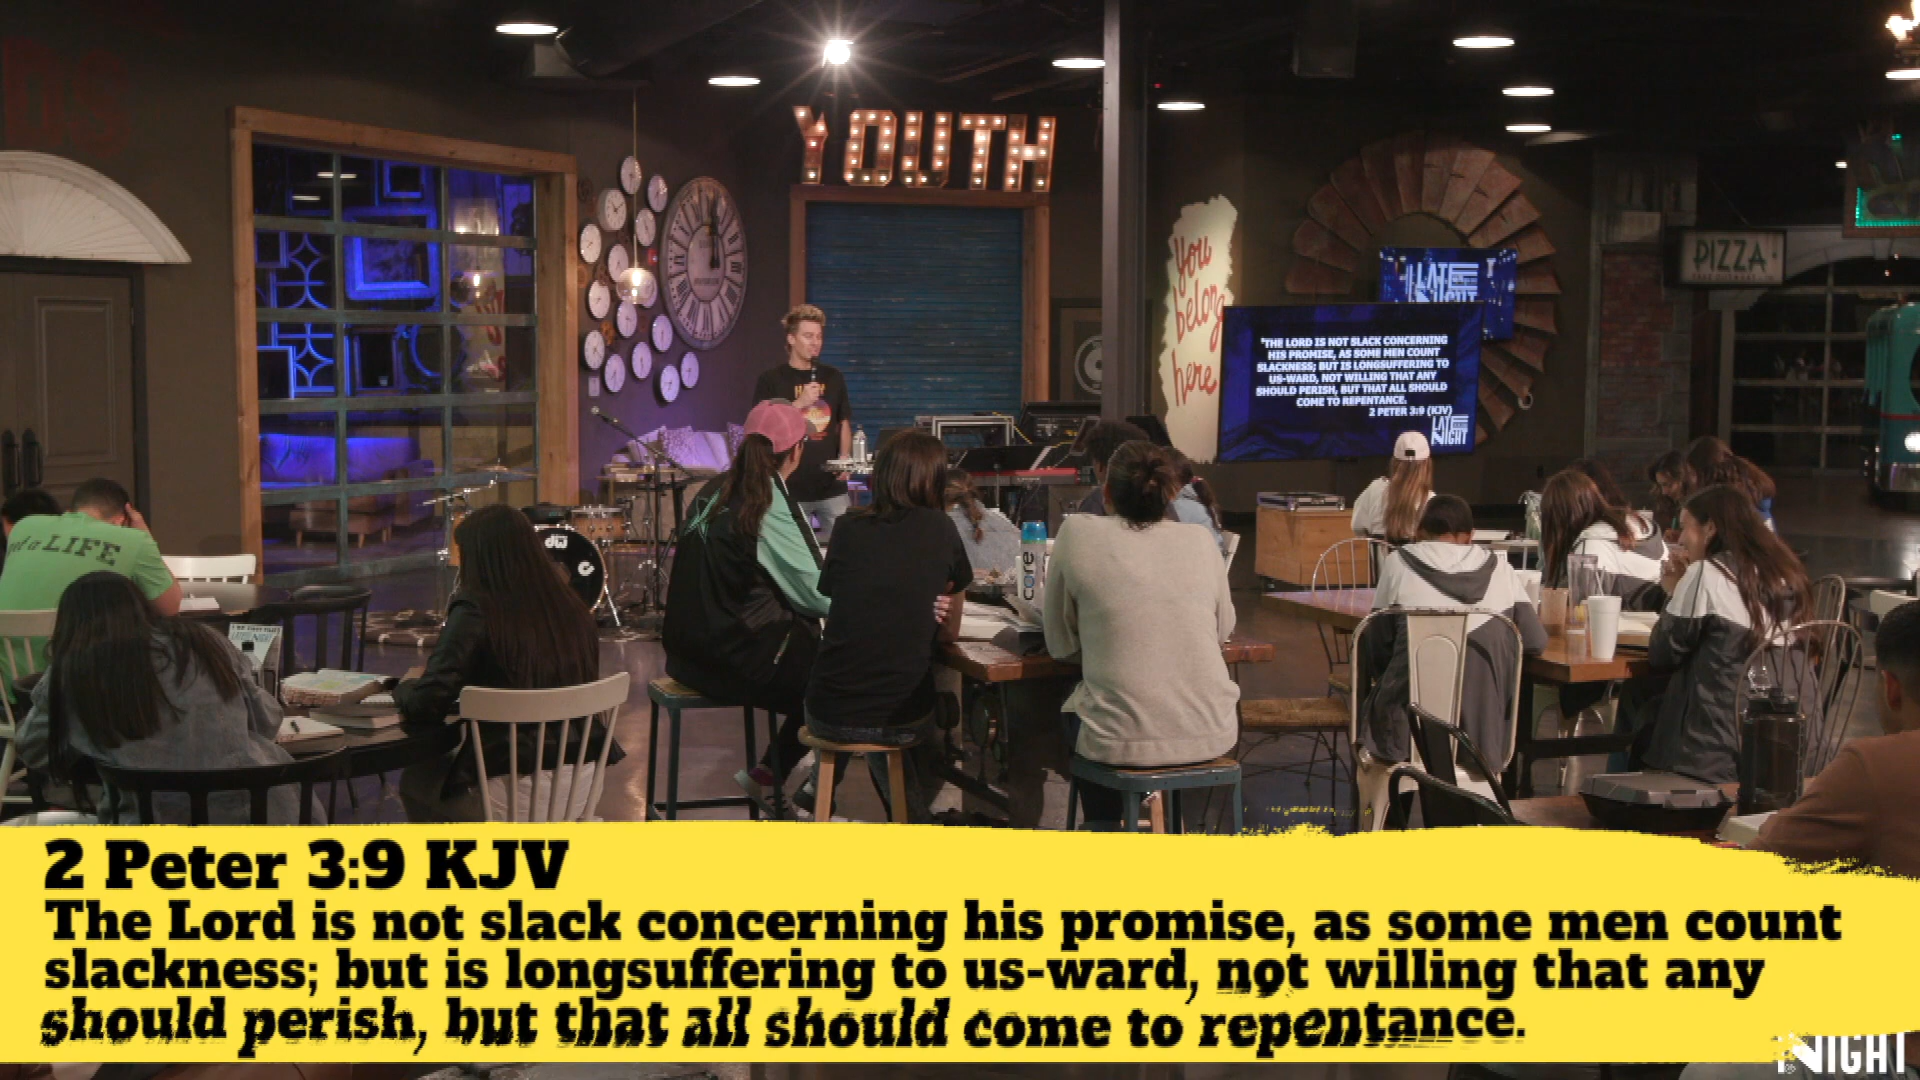 YOUTH
You
belong
here
PIZZA
LATE
NIGHT
"THE LORD IS NOT SLACK CONCERNING
HIS PROMISE, AS SOME MEN COUNT
SLACKNESS; BUT IS LONGSUFFERING TO
US-WARD, NOT WILLING THAT ANY
SHOULD PERISH, BUT THAT ALL SHOULD
COME TO REPENTANCE.
2 PETER 3:9 (KJV)
LATE
NIGHT
LIFE
dw
core
2 Peter 3:9 KJV
The Lord is not slack concerning his promise, as some men count
slackness; but is longsuffering to us-ward, not willing that any
should perish, but that all should come to repentance.
NIGHT